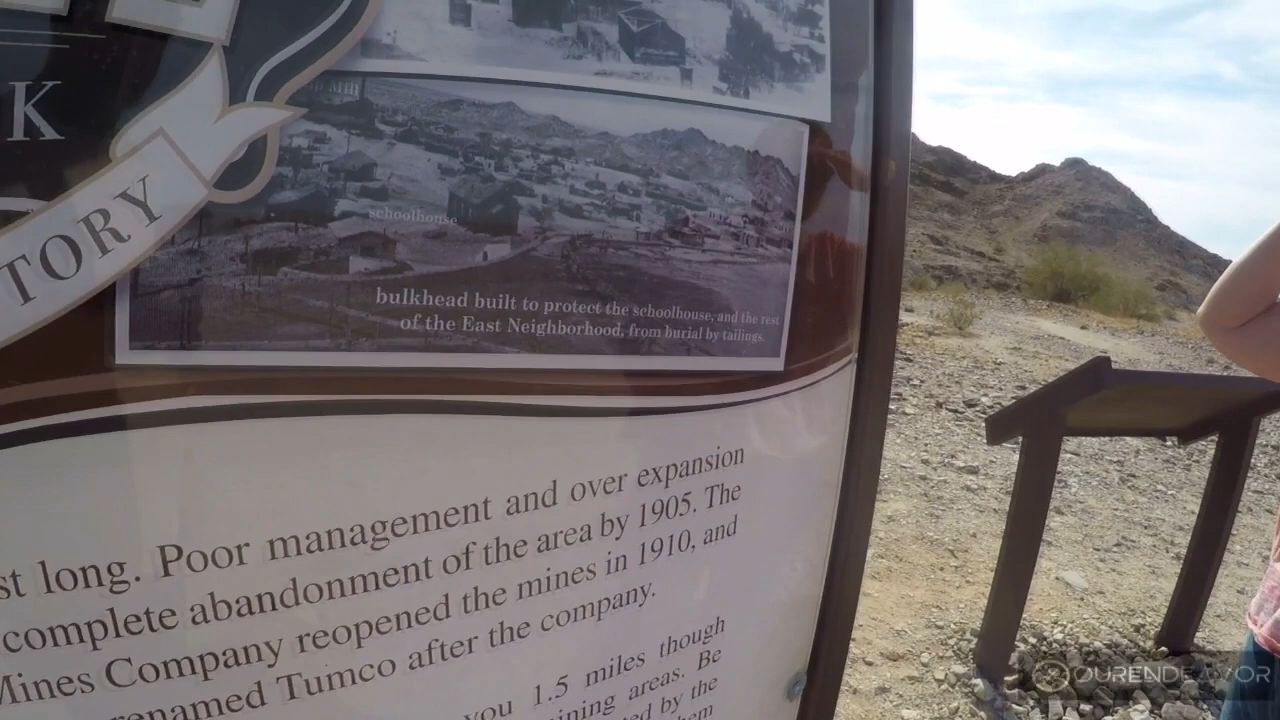 K
TORY
schoolhouse
bulkhead built to protect the schoolhouse, and the rest
of the East Neighborhood, from burial by tailings.
st long. Poor management and over expansion
complete abandonment of the area by 1905. The
Mines Company reopened the mines in 1910, and
renamed Tumco after the company.
you 1.5 miles though
ining areas. Be
ed by the
hem
OURENDEAVOR